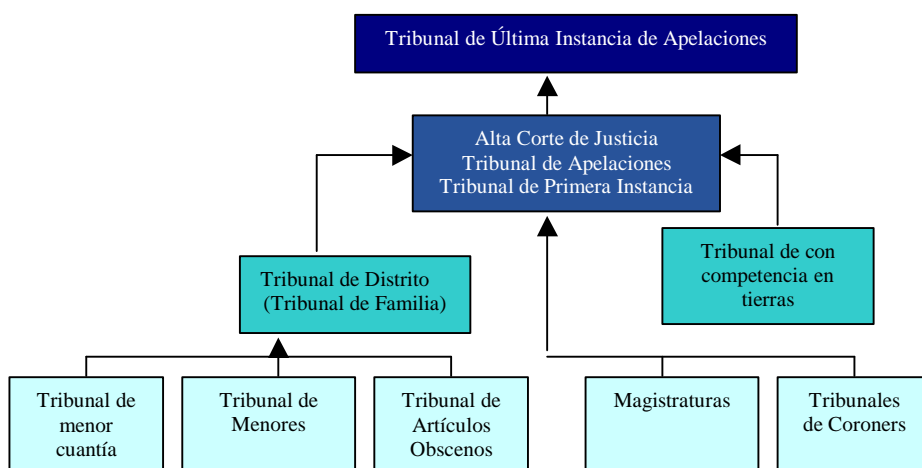 Tribunal de Última Instancia de Apelaciones
Alta Corte de Justicia
Tribunal de Apelaciones
Tribunal de Primera Instancia
Tribunal de con
competencia en
tierras
Tribunal de Distrito
(Tribunal de Familia)
Tribunal de
menor
cuantía
Tribunal de
Menores
Tribunal de
Artículos
Obscenos
Magistraturas
Tribunales
de Coroners